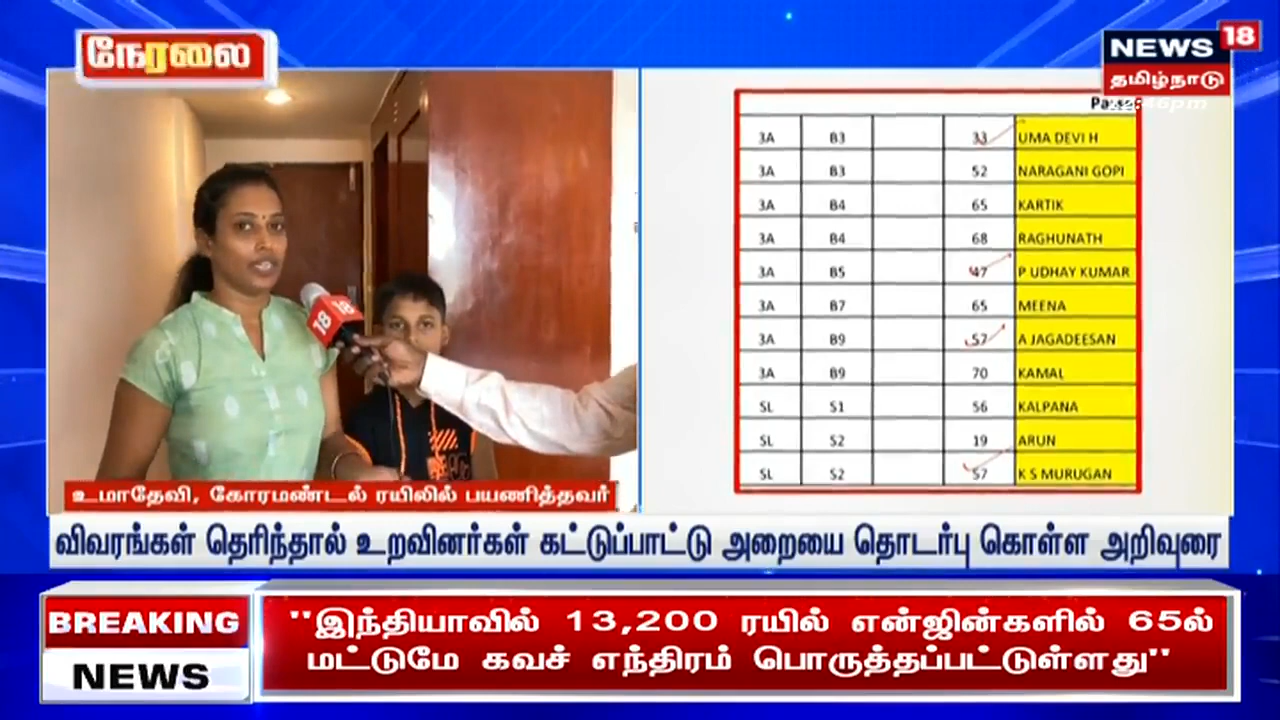 நேரலை
NEWS 18
தமிழ்நாடு
3A B3 33 UMA DEVI H
3A B3 52 NARAGANI GOPI
3A B4 65 KARTIK
3A B4 68 RAGHUNATH
3A B5 47 P UDHAY KUMAR
3A B7 65 MEENA
3A B9 57 A JAGADEESAN
3A B9 70 KAMAL
SL S1 56 KALPANA
SL S2 19 ARUN
SL S2 57 K S MURUGAN
18 18
உமாதேவி, கோரமண்டல் ரயிலில் பயணித்தவர்
விவரங்கள் தெரிந்தால் உறவினர்கள் கட்டுப்பாட்டு அறையை தொடர்பு கொள்ள அறிவுரை
BREAKING
NEWS
"இந்தியாவில் 13,200 ரயில் என்ஜின்களில் 65ல்
மட்டுமே கவச் எந்திரம் பொருத்தப்பட்டுள்ளது"